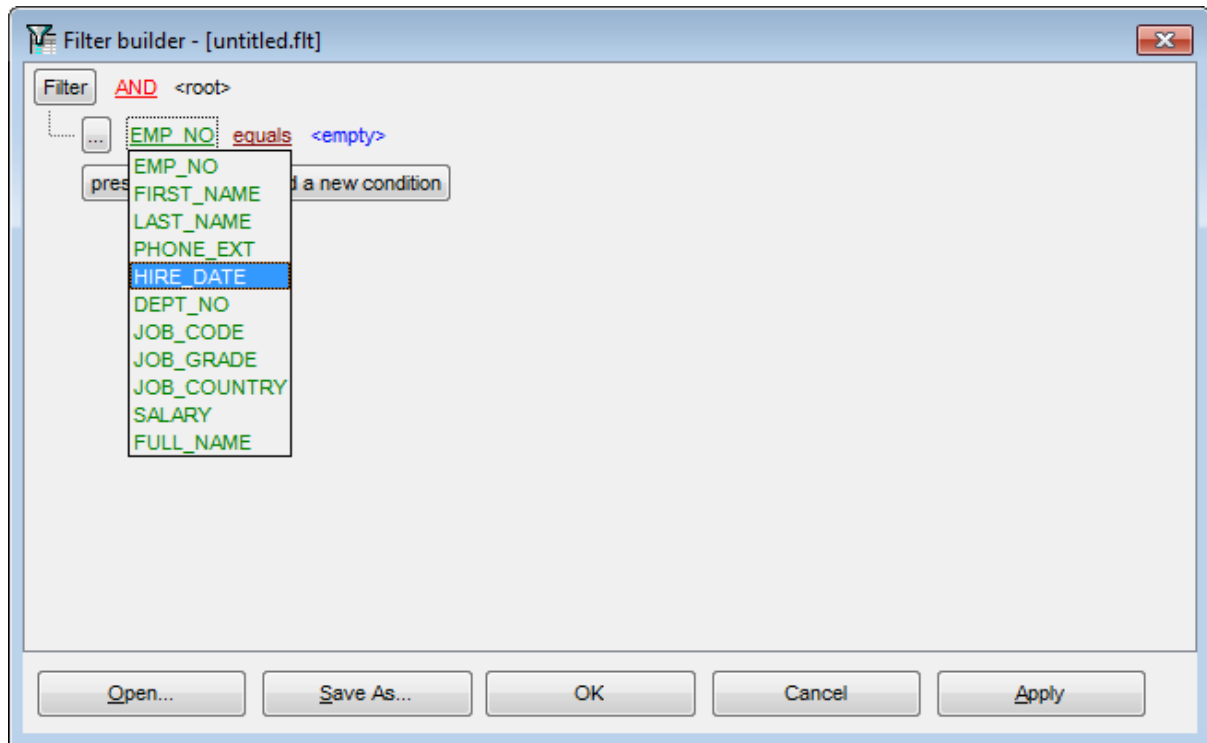 Filter builder - [untitled.flt]
Filter AND <root>
... EMP_NO equals <empty>
EMP_NO
pres d a new condition
FIRST_NAME
LAST_NAME
PHONE_EXT
HIRE_DATE
DEPT_NO
JOB_CODE
JOB_GRADE
JOB_COUNTRY
SALARY
FULL_NAME
Open... Save As... OK Cancel Apply